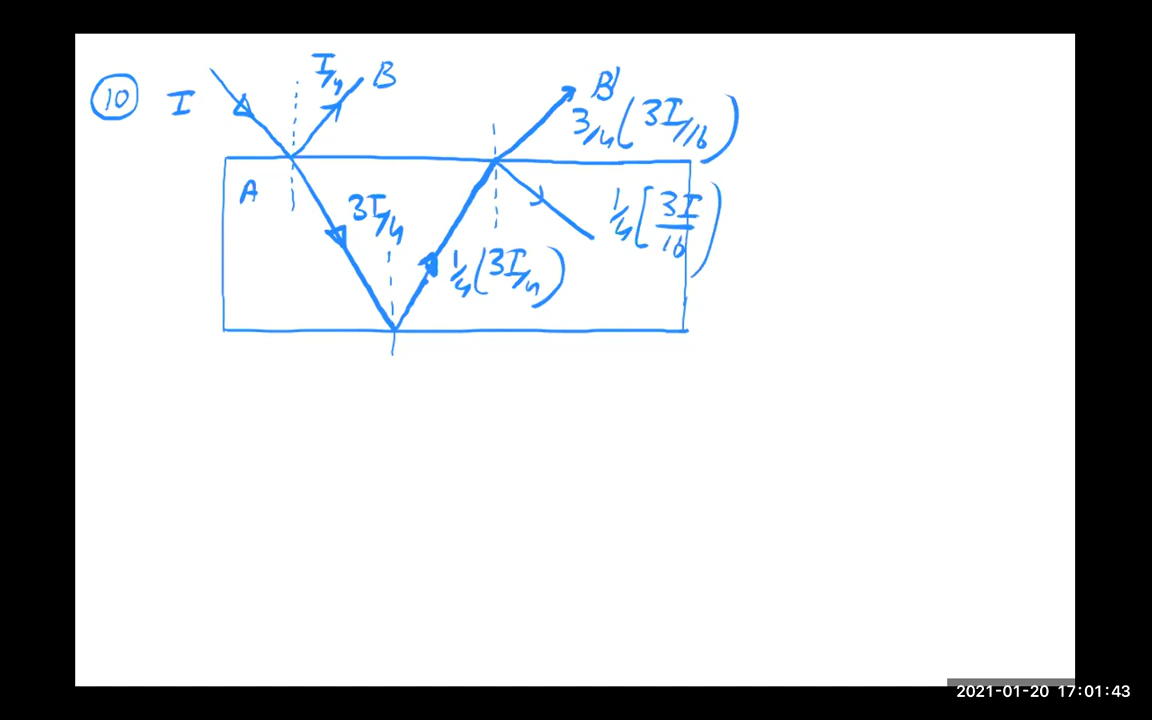 10
I
I/4
B
B'
3/4(3I/16)
A
3I/4
1/4(3I/4)
1/4(3I/16)
2021-01-20 17:01:43